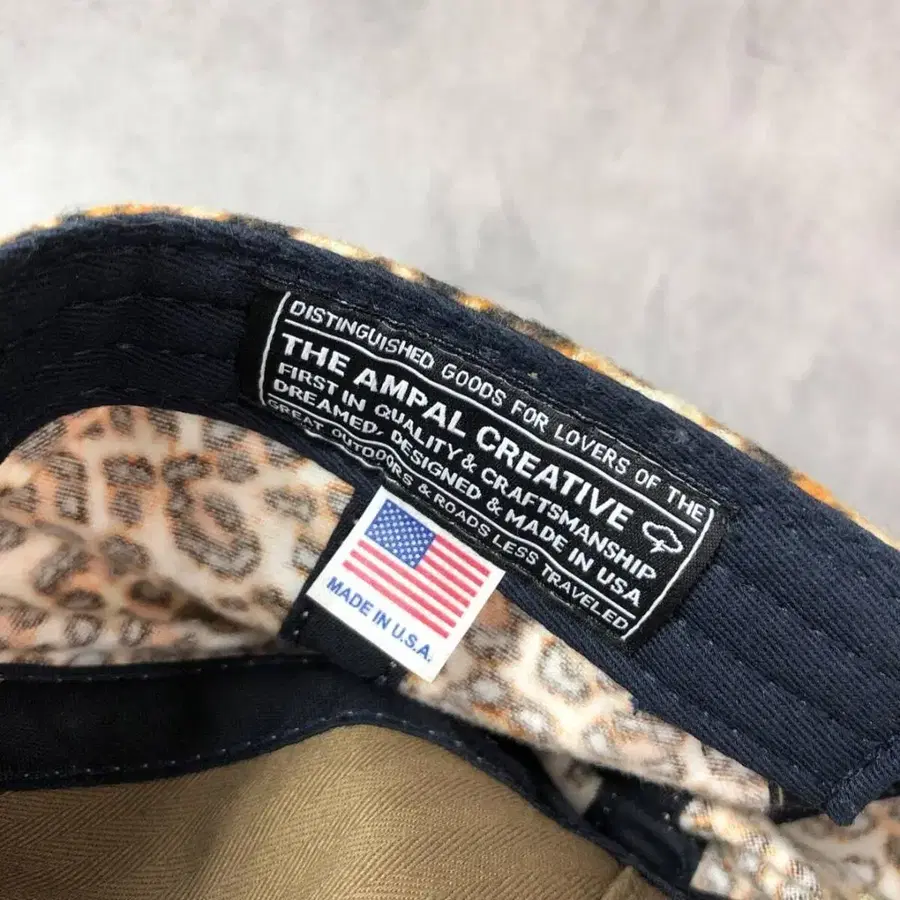 DISTINGUISHED GOODS FOR LOVERS OF THE
THE AMPAL CREATIVE
FIRST IN QUALITY & CRAFTSMANSHIP
DREAMED, DESIGNED & MADE IN USA
GREAT OUTDOORS & ROADS LESS TRAVELED
MADE IN U.S.A.